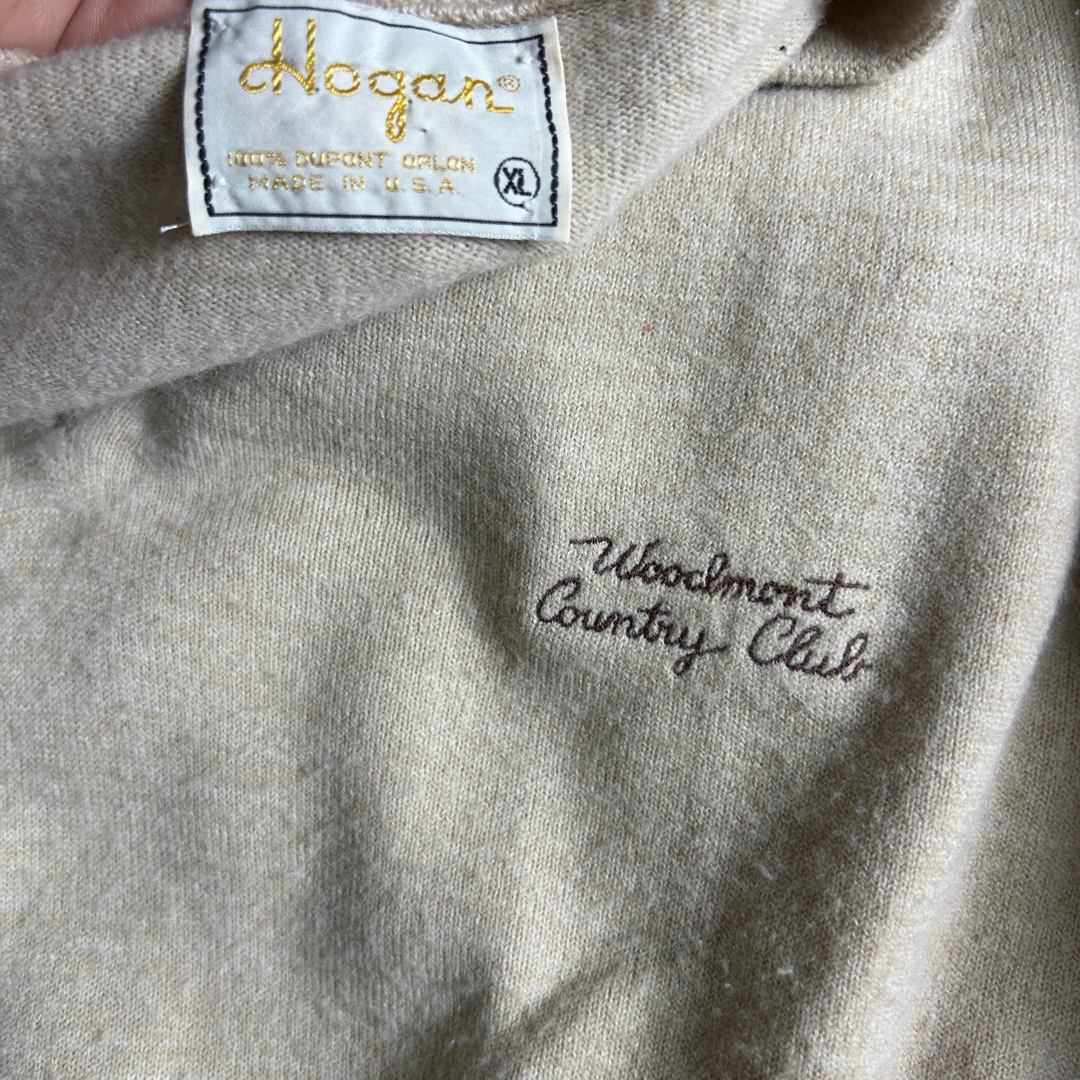 Hogan®
100% DUPONT ORLON
MADE IN U.S.A.
XL
Woodmont
Country Club